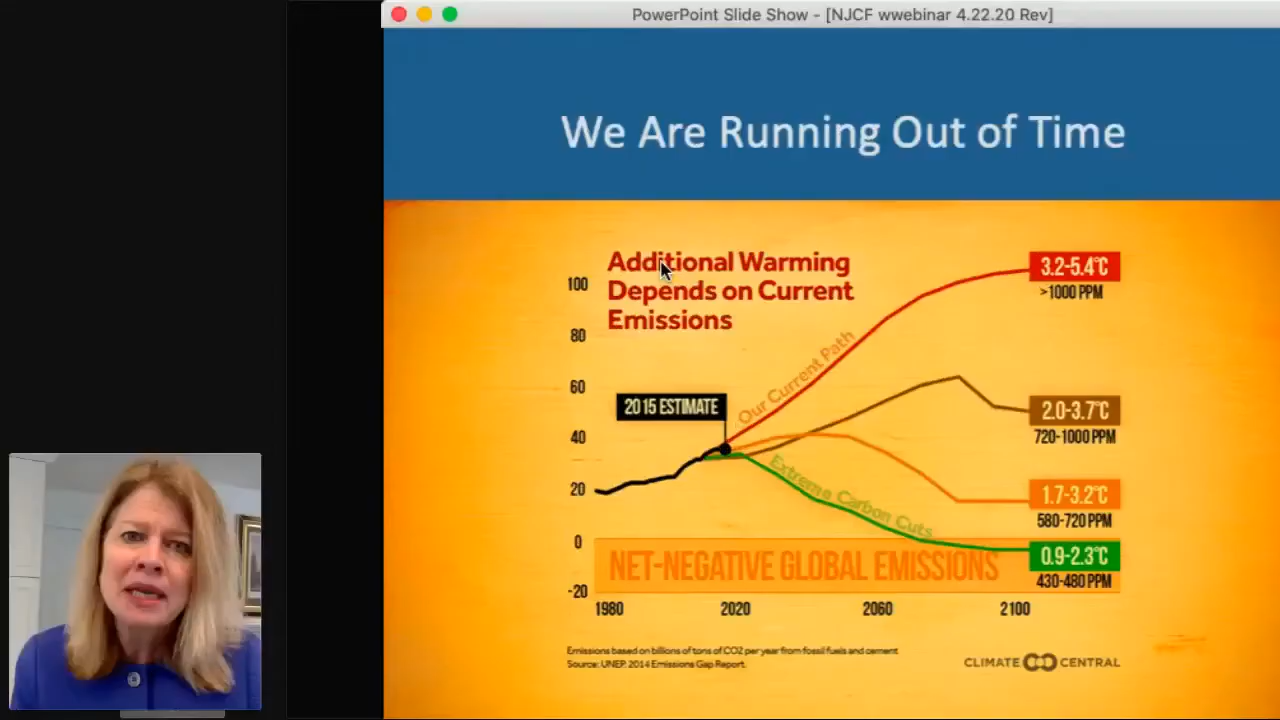 PowerPoint Slide Show - [NJCF wwebinar 4.22.20 Rev]
We Are Running Out of Time
Additional Warming
Depends on Current
Emissions
100
80
60
40
20
0
-20
2015 ESTIMATE
Our Current Path
Extreme Carbon Cuts
3.2-5.4°C
>1000 PPM
2.0-3.7°C
720-1000 PPM
1.7-3.2°C
580-720 PPM
0.9-2.3°C
430-480 PPM
NET-NEGATIVE GLOBAL EMISSIONS
1980 2020 2060 2100
Emissions based on billions of tons of CO2 per year from fossil fuels and cement
Source: UNEP 2014 Emissions Gap Report.
CLIMATE CENTRAL